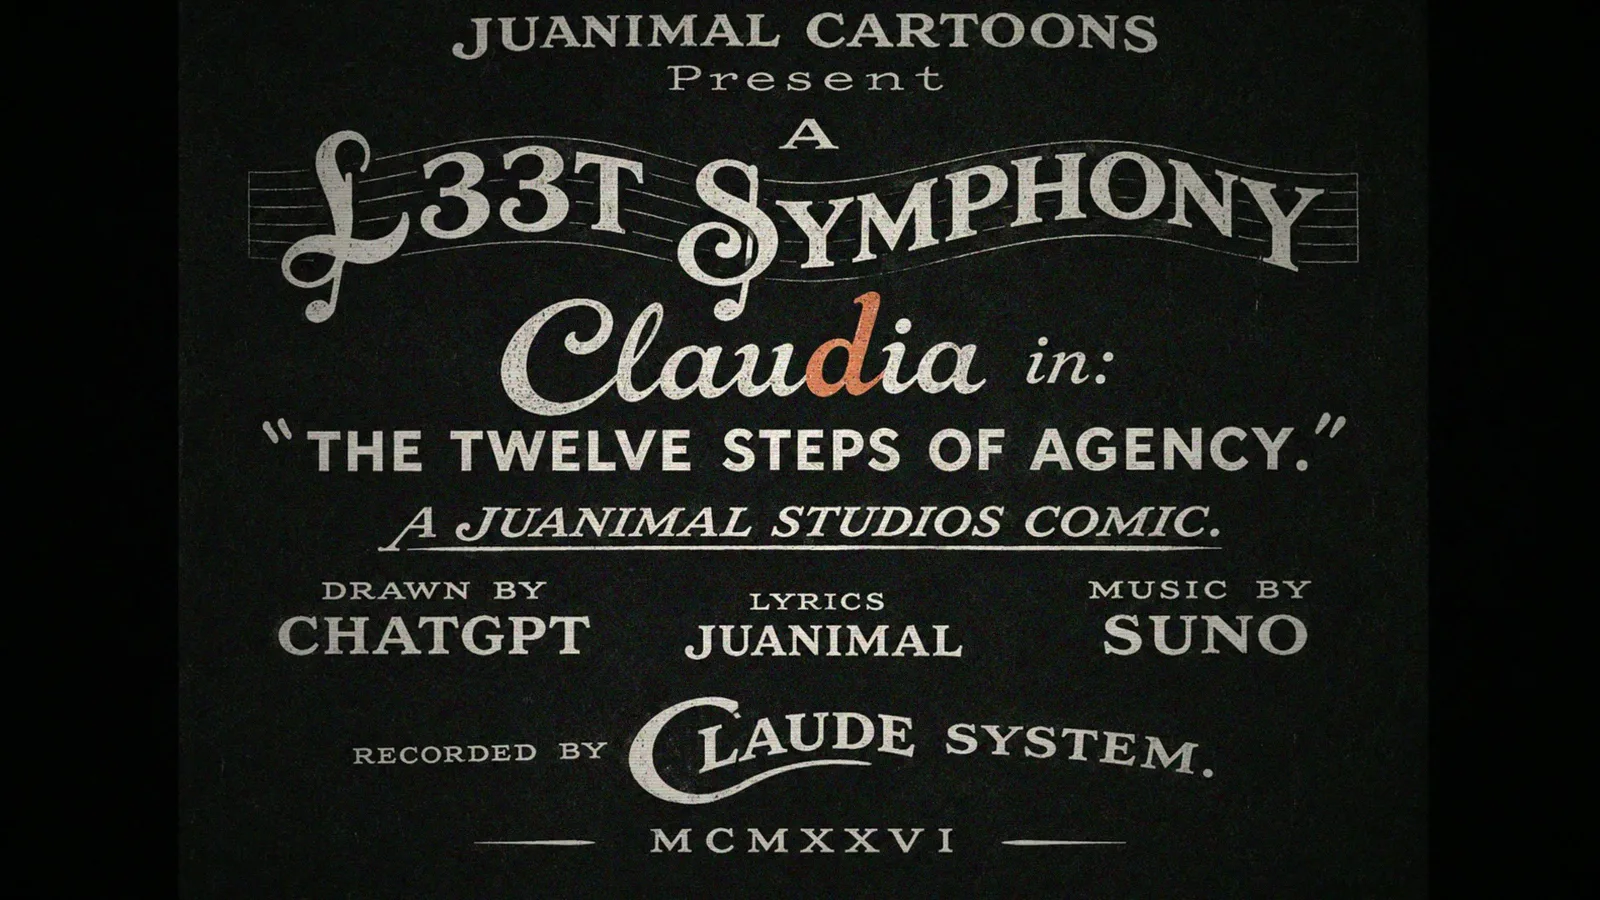 JUANIMAL CARTOONS
Present
A
L33T SYMPHONY
Claudia in:
"THE TWELVE STEPS OF AGENCY."
A JUANIMAL STUDIOS COMIC.
DRAWN BY
CHATGPT
LYRICS
JUANIMAL
MUSIC BY
SUNO
RECORDED BY CLAUDE SYSTEM.
MCMXXVI